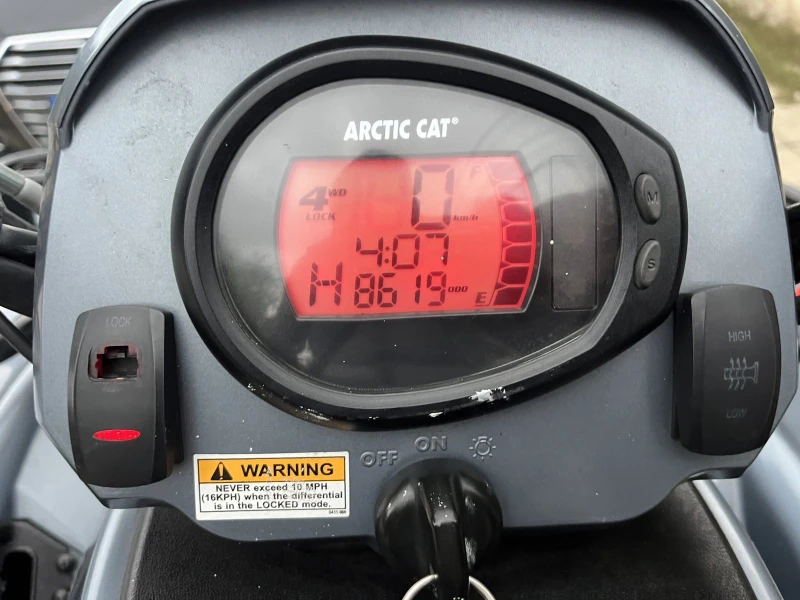 ARCTIC CAT®
4WD 0 F
LOCK km/h
4:07
H 8619 ODO E
M
S
LOCK
HIGH
LOW
OFF ON
WARNING
NEVER exceed 10 MPH
(16KPH) when the differential
is in the LOCKED mode.